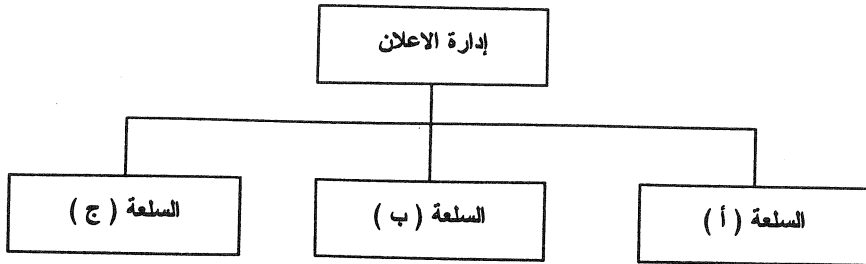 إدارة الاعلان
السلعة ( أ )
السلعة ( ب )
السلعة ( ج )